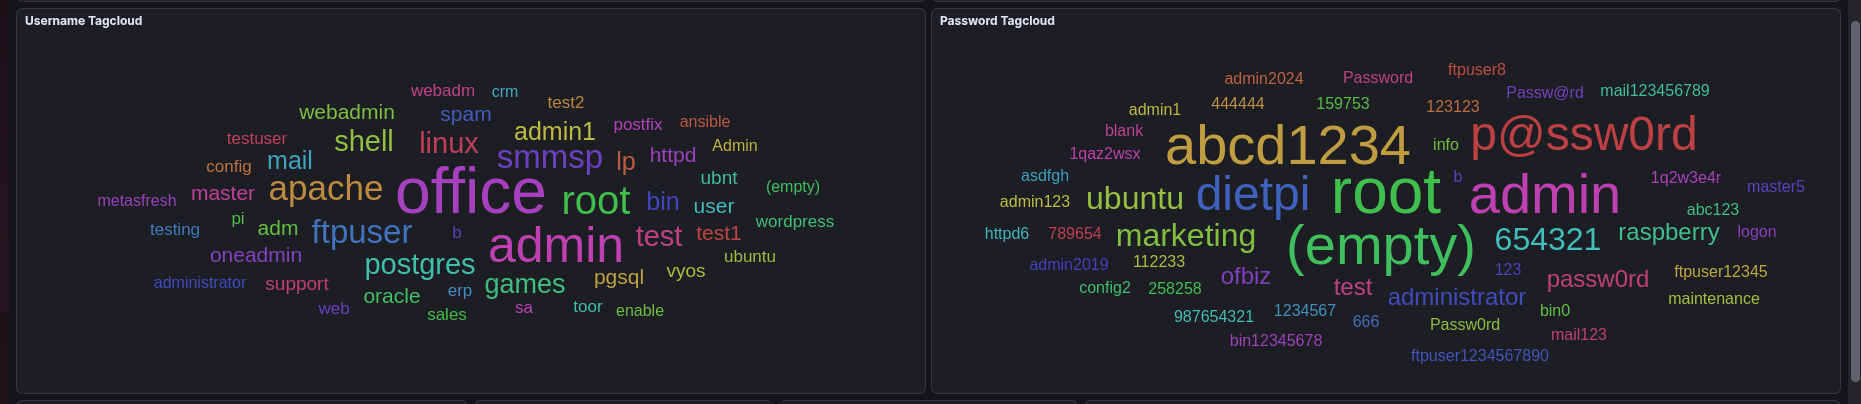 Username Tagcloud
webadm crm
webadmin spam test2
testuser shell linux admin1 postfix ansible
config mail smmsp lp httpd Admin
metasfresh master apache office root bin ubnt (empty)
testing pi adm ftpuser b admin test user test1 wordpress
oneadmin postgres games pgsql vyos ubuntu
administrator support oracle erp
web sales sa toor enable
Password Tagcloud
admin2024 Password ftpuser8
admin1 444444 159753 123123 Passw@rd mail123456789
blank abcd1234 info p@ssw0rd
1qaz2wsx
asdfgh ubuntu dietpi root b admin 1q2w3e4r master5
admin123 abc123
httpd6 789654 marketing (empty) 654321 raspberry logon
admin2019 112233 ofbiz 123 passw0rd ftpuser12345
config2 258258 test administrator maintenance
987654321 1234567 666 Passw0rd bin0
bin12345678 mail123
ftpuser1234567890